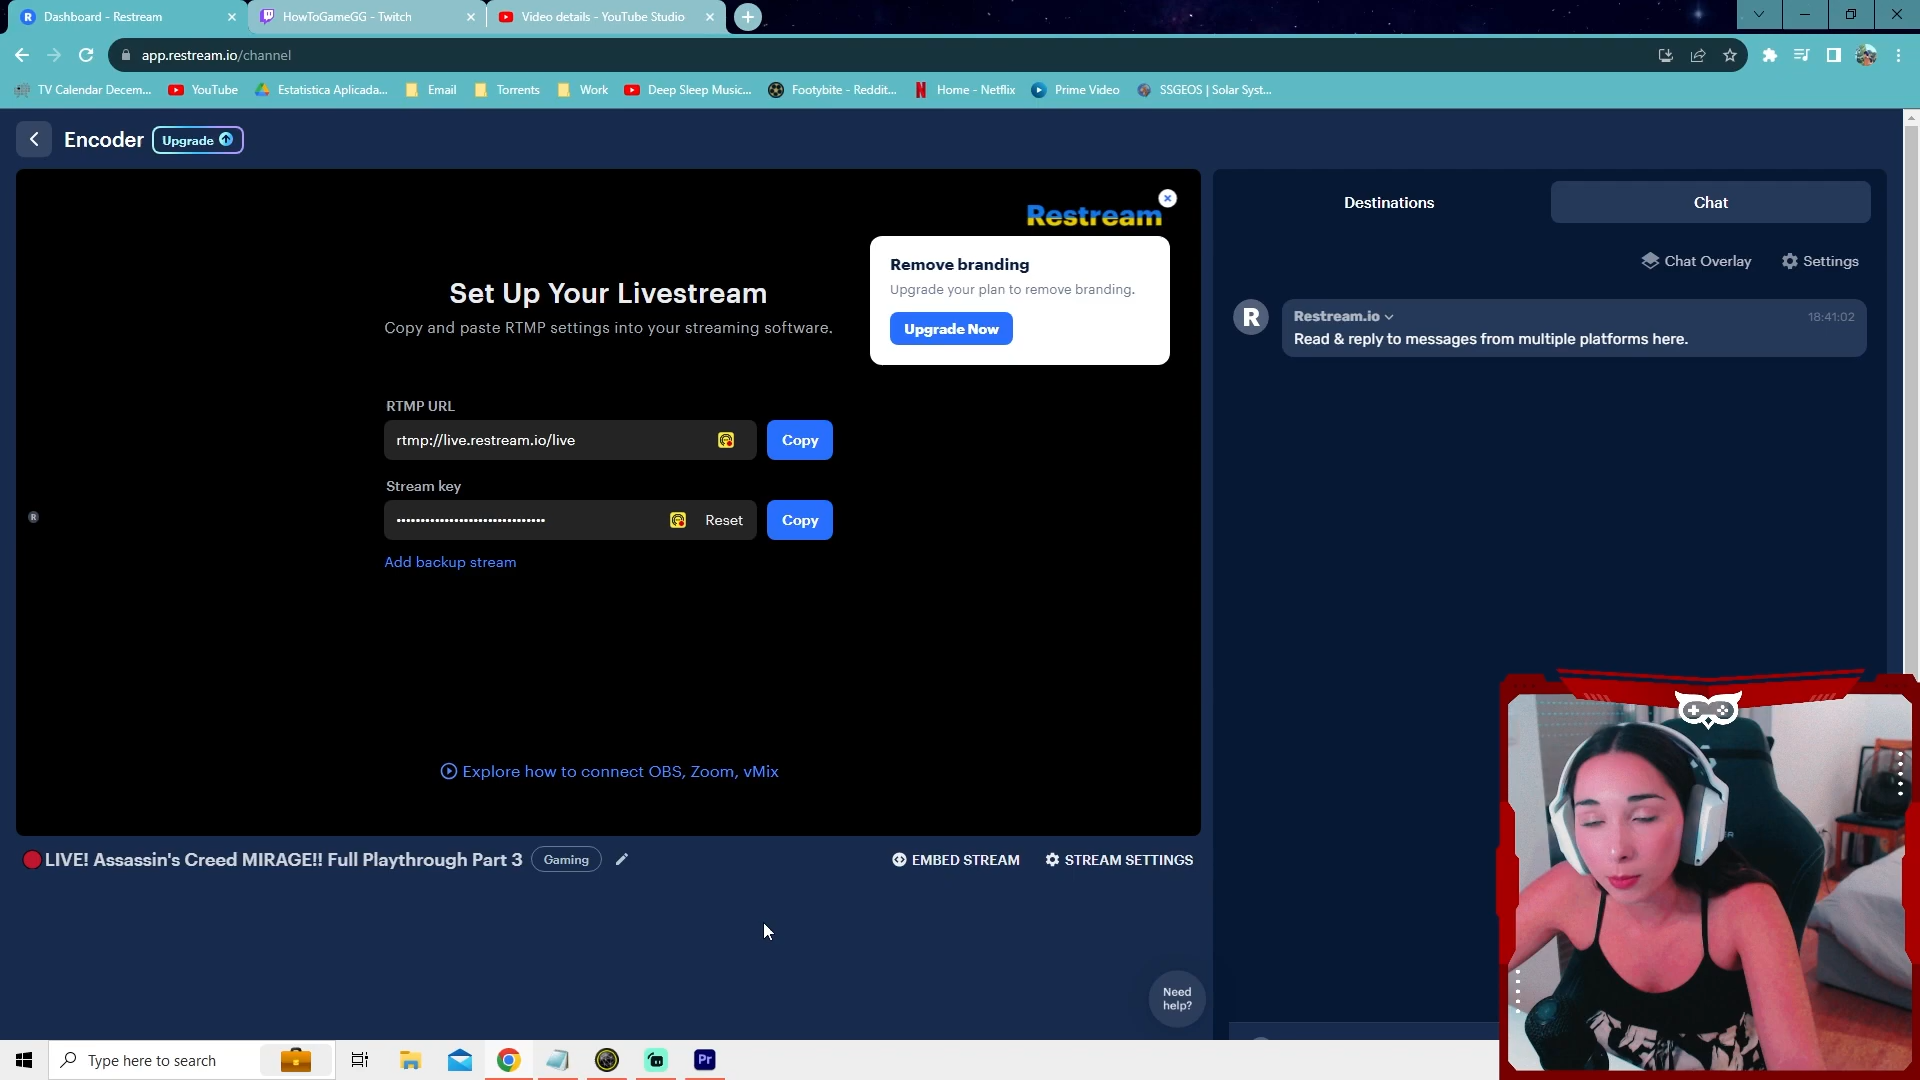 Dashboard - Restream
HowToGameGG - Twitch
Video details - YouTube Studio
app.restream.io/channel
TV Calendar Decem...
YouTube
Estatistica Aplicada...
Email
Torrents
Work
Deep Sleep Music...
Footybite - Reddit...
Home - Netflix
Prime Video
SSGEOS | Solar Syst...
Encoder
Upgrade
Restream
Remove branding
Upgrade your plan to remove branding.
Upgrade Now
Set Up Your Livestream
Copy and paste RTMP settings into your streaming software.
RTMP URL
rtmp://live.restream.io/live
Copy
Stream key
•••••••••••••••••••••••••••••••
Reset
Copy
Add backup stream
Explore how to connect OBS, Zoom, vMix
LIVE! Assassin's Creed MIRAGE!! Full Playthrough Part 3
Gaming
EMBED STREAM
STREAM SETTINGS
Need
help?
Destinations
Chat
Chat Overlay
Settings
R
Restream.io
18:41:02
Read & reply to messages from multiple platforms here.
Type here to search
Pr